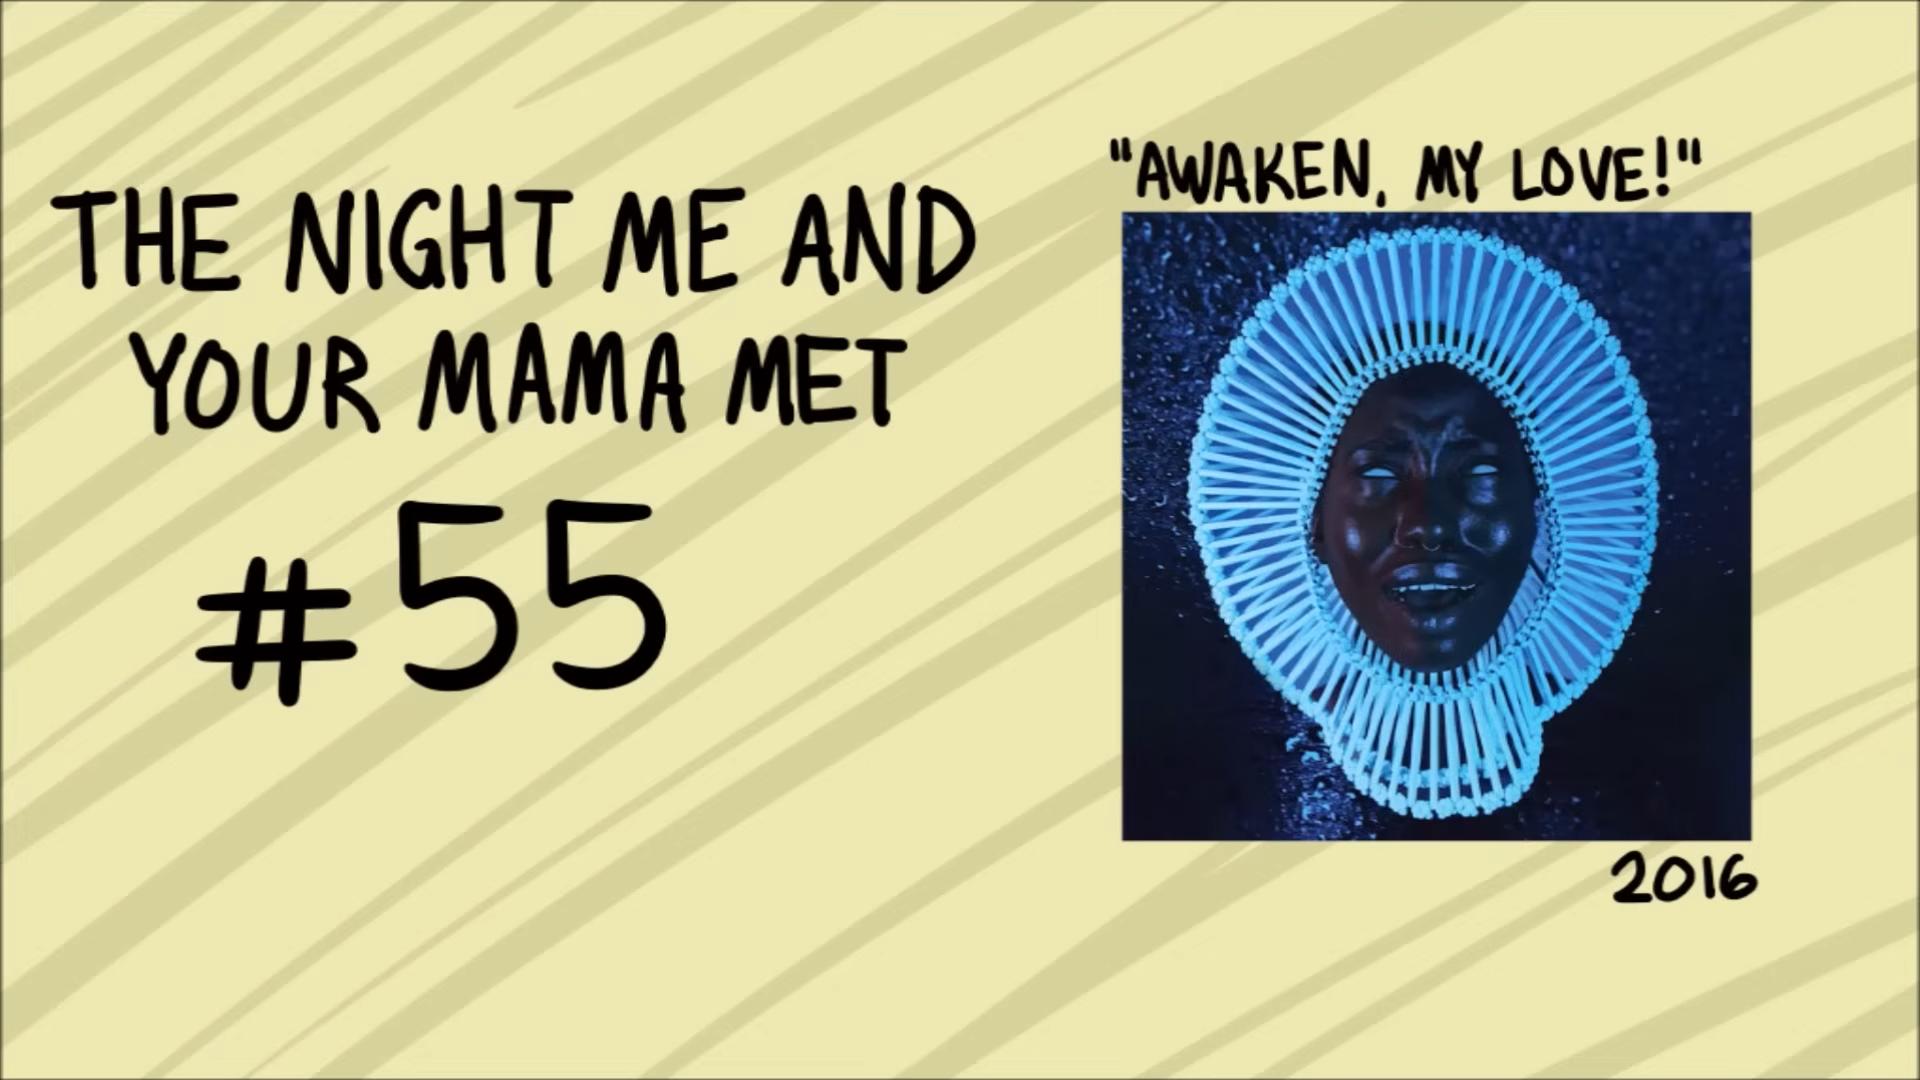 THE NIGHT ME AND
YOUR MAMA MET
#55
"AWAKEN, MY LOVE!"
2016